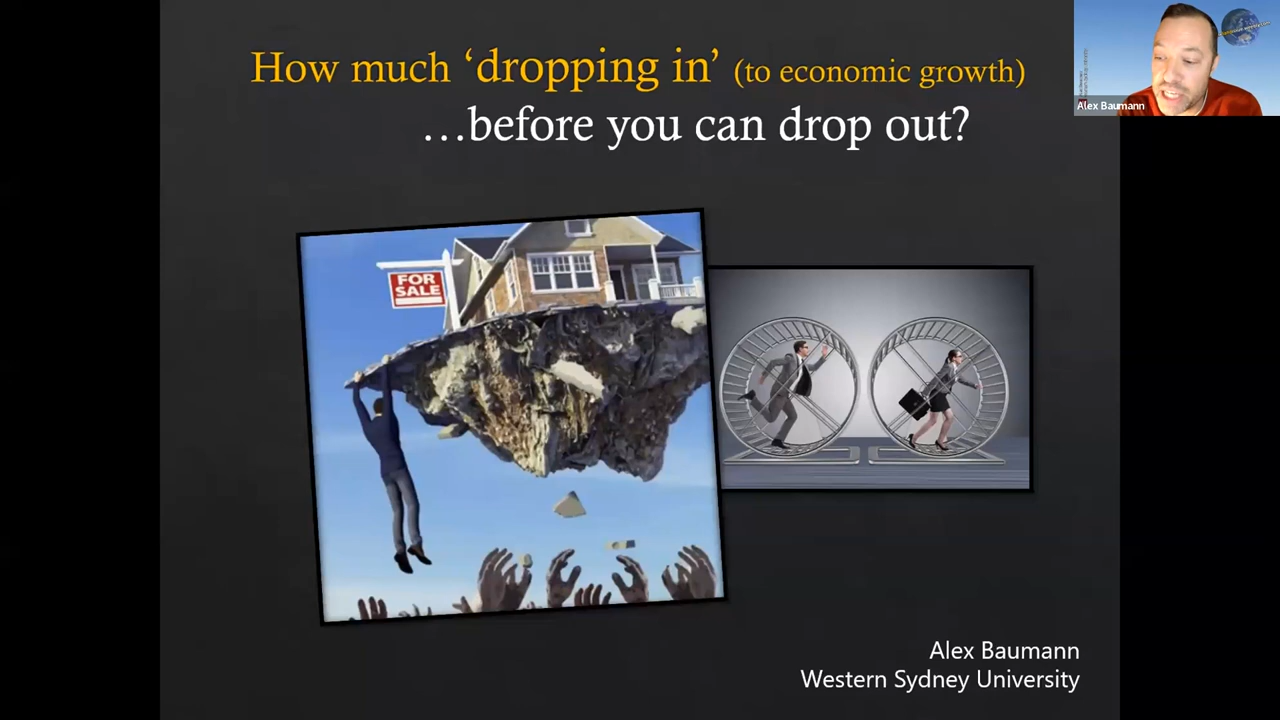 How much ‘dropping in’ (to economic growth)
…before you can drop out?
Alex Baumann
FOR
SALE
Alex Baumann
Western Sydney University